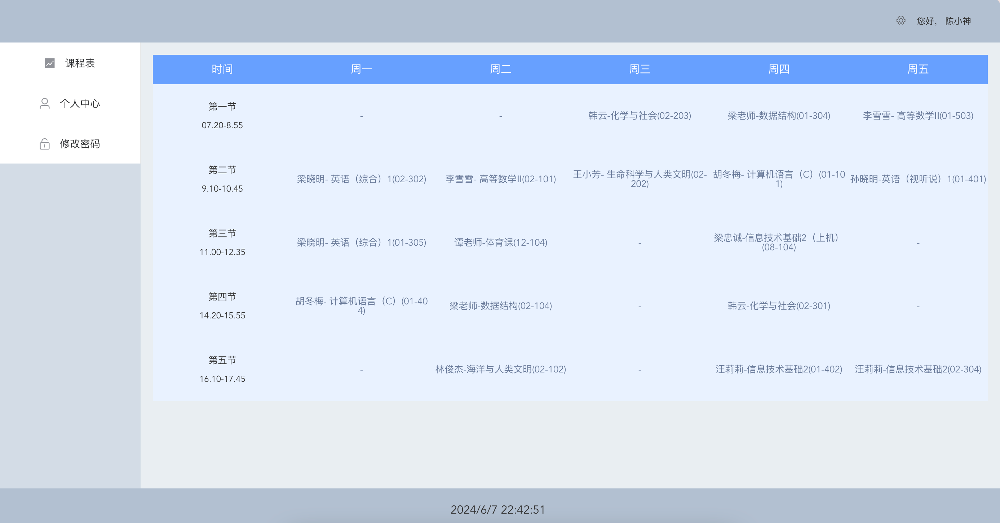 您好， 陈小神
课程表
个人中心
修改密码
时间 周一 周二 周三 周四 周五
第一节
07.20-8.55
-
-
韩云-化学与社会(02-203)
梁老师-数据结构(01-304)
李雪雪- 高等数学II(01-503)
第二节
9.10-10.45
梁晓明- 英语（综合）1(02-302)
李雪雪- 高等数学II(02-101)
王小芳- 生命科学与人类文明(02-
202)
胡冬梅- 计算机语言（C）(01-10
1)
孙晓明-英语（视听说）1(01-401)
第三节
11.00-12.35
梁晓明- 英语（综合）1(01-305)
谭老师-体育课(12-104)
-
梁忠诚-信息技术基础2（上机）
(08-104)
-
第四节
14.20-15.55
胡冬梅- 计算机语言（C）(01-40
4)
梁老师-数据结构(02-104)
-
韩云-化学与社会(02-301)
-
第五节
16.10-17.45
-
林俊杰-海洋与人类文明(02-102)
-
汪莉莉-信息技术基础2(01-402)
汪莉莉-信息技术基础2(02-304)
2024/6/7 22:42:51